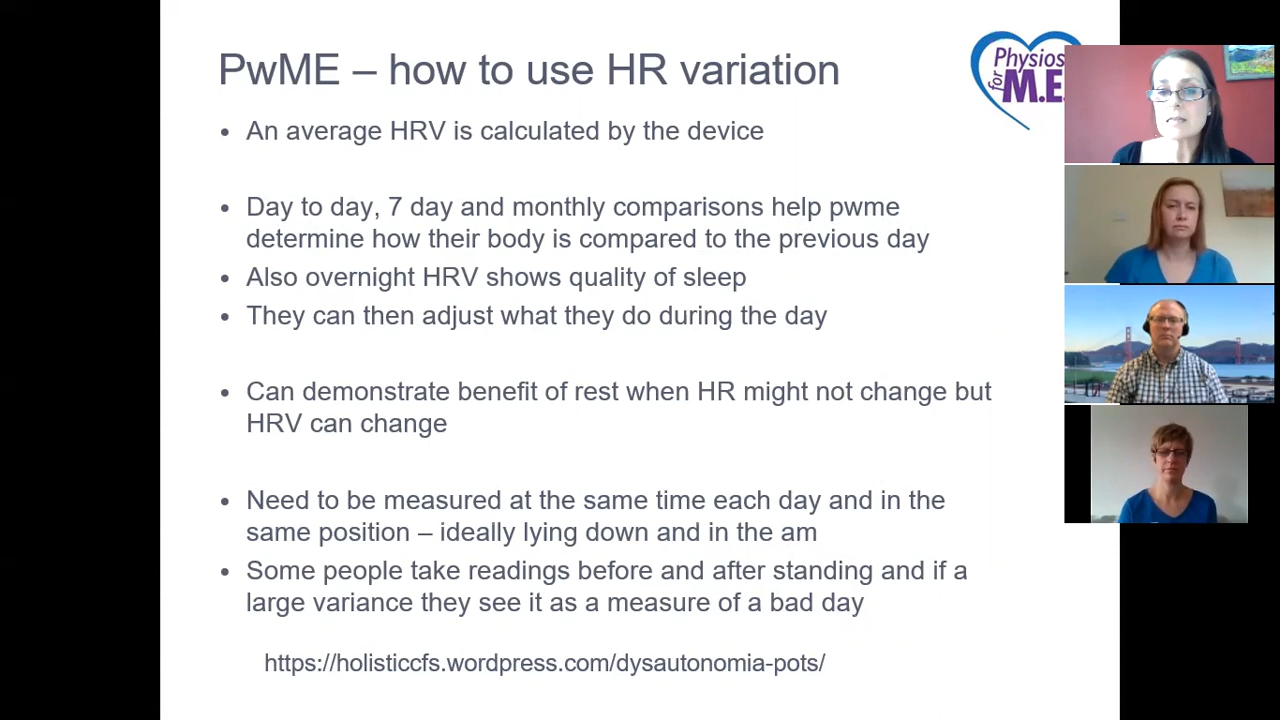 PwME – how to use HR variation
Physios
for M.E.
• An average HRV is calculated by the device
• Day to day, 7 day and monthly comparisons help pwme
determine how their body is compared to the previous day
• Also overnight HRV shows quality of sleep
• They can then adjust what they do during the day
• Can demonstrate benefit of rest when HR might not change but
HRV can change
• Need to be measured at the same time each day and in the
same position – ideally lying down and in the am
• Some people take readings before and after standing and if a
large variance they see it as a measure of a bad day
https://holisticcfs.wordpress.com/dysautonomia-pots/